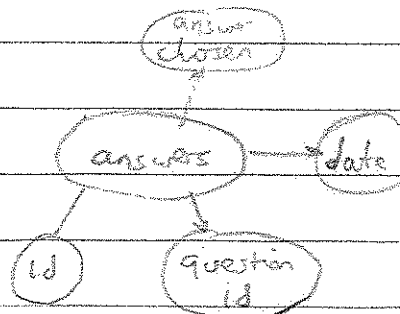 answer
chosen
answers
date
id
question
id